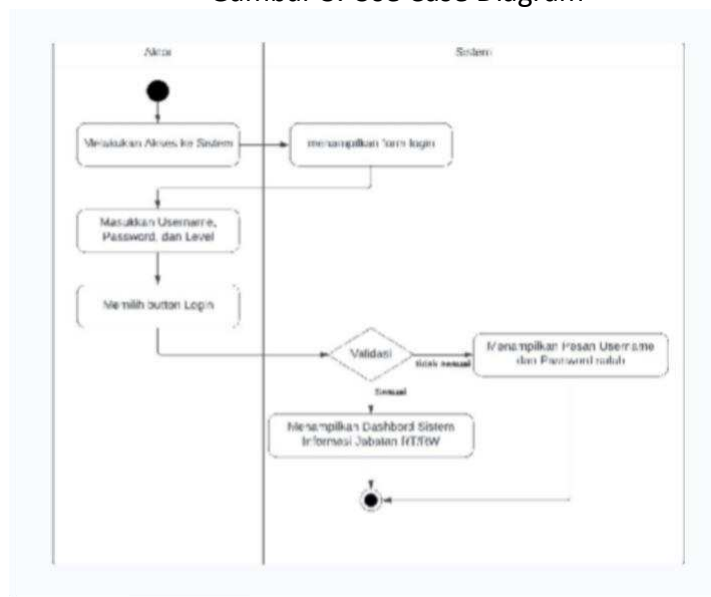 Gambar 3. Use Case Diagram
Aktor
Sistem
Melakukan Akses ke Sistem
menampilkan form login
Masukkan Username,
Password, dan Level
Memilih button Login
Validasi
tidak sesuai
Menampilkan Pesan Username
dan Password salah
Sesuai
Menampilkan Dashbord Sistem
Informasi Jabatan RT/RW